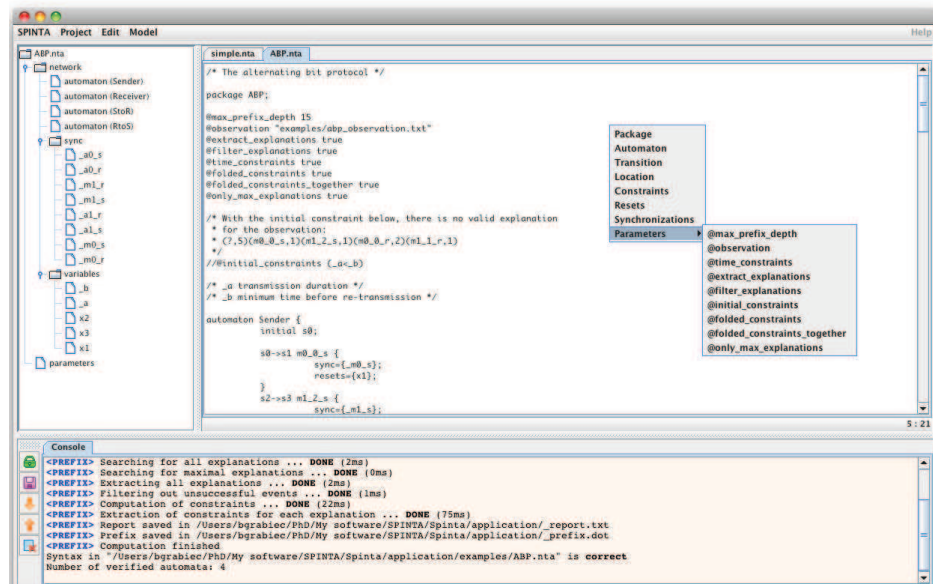 SPINTA Project Edit Model Help
ABP.nta
network
automaton (Sender)
automaton (Receiver)
automaton (StoR)
automaton (RtoS)
sync
_a0_s
_a0_r
_m1_r
_m1_s
_a1_r
_a1_s
_m0_s
_m0_r
variables
_b
_a
x2
x3
x1
parameters
simple.nta ABP.nta
/* The alternating bit protocol */
package ABP;
@max_prefix_depth 15
@observation "examples/abp_observation.txt"
@extract_explanations true
@filter_explanations true
@time_constraints true
@folded_constraints true
@folded_constraints_together true
@only_max_explanations true
/* With the initial constraint below, there is no valid explanation
* for the observation:
* (?,5)(m0_0_s,1)(m1_2_s,1)(m0_0_r,2)(m1_1_r,1)
*/
//@initial_constraints (_a<_b)
/* _a transmission duration */
/* _b minimum time before re-transmission */
automaton Sender {
initial s0;
s0->s1 m0_0_s {
sync={_m0_s};
resets={x1};
}
s2->s3 m1_2_s {
sync={_m1_s};
Package
Automaton
Transition
Location
Constraints
Resets
Synchronizations
Parameters
@max_prefix_depth
@observation
@time_constraints
@extract_explanations
@filter_explanations
@initial_constraints
@folded_constraints
@folded_constraints_together
@only_max_explanations
5 : 21
Console
<PREFIX> Searching for all explanations ... DONE (2ms)
<PREFIX> Searching for maximal explanations ... DONE (0ms)
<PREFIX> Extracting all explanations ... DONE (2ms)
<PREFIX> Filtering out unsuccessful events ... DONE (1ms)
<PREFIX> Computation of constraints ... DONE (22ms)
<PREFIX> Extraction of constraints for each explanation ... DONE (75ms)
<PREFIX> Report saved in /Users/bgrabiec/PhD/My software/SPINTA/Spinta/application/_report.txt
<PREFIX> Prefix saved in /Users/bgrabiec/PhD/My software/SPINTA/Spinta/application/_prefix.dot
<PREFIX> Computation finished
Syntax in "/Users/bgrabiec/PhD/My software/SPINTA/Spinta/application/examples/ABP.nta" is correct
Number of verified automata: 4